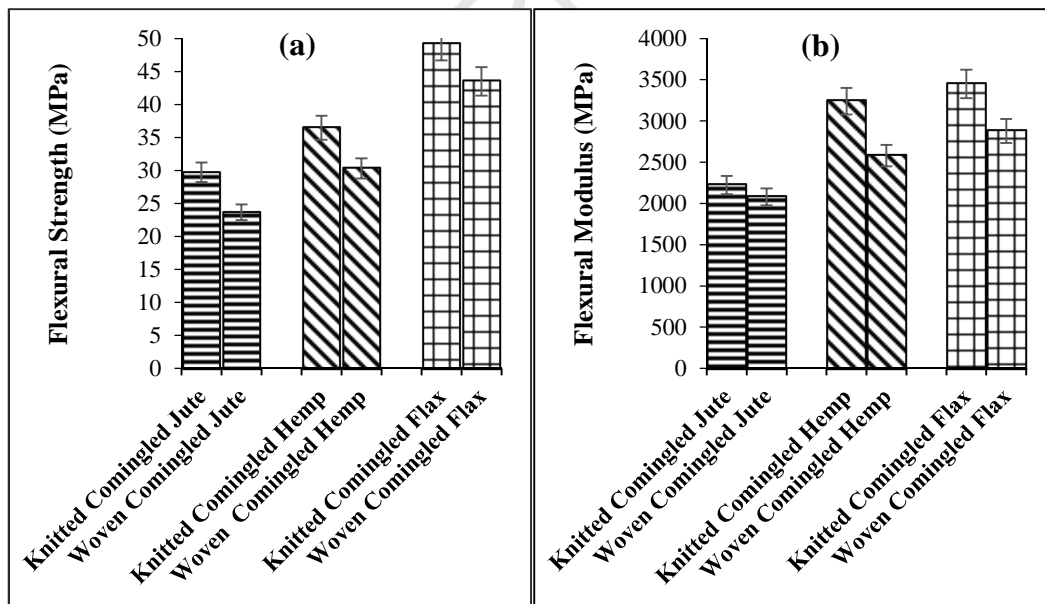 (a)
Flexural Strength (MPa)
50
45
40
35
30
25
20
15
10
5
0
Knitted Comingled Jute
Woven Comingled Jute
Knitted Comingled Hemp
Woven Comingled Hemp
Knitted Comingled Flax
Woven Comingled Flax
(b)
Flexural Modulus (MPa)
4000
3500
3000
2500
2000
1500
1000
500
0
Knitted Comingled Jute
Woven Comingled Jute
Knitted Comingled Hemp
Woven Comingled Hemp
Knitted Comingled Flax
Woven Comingled Flax